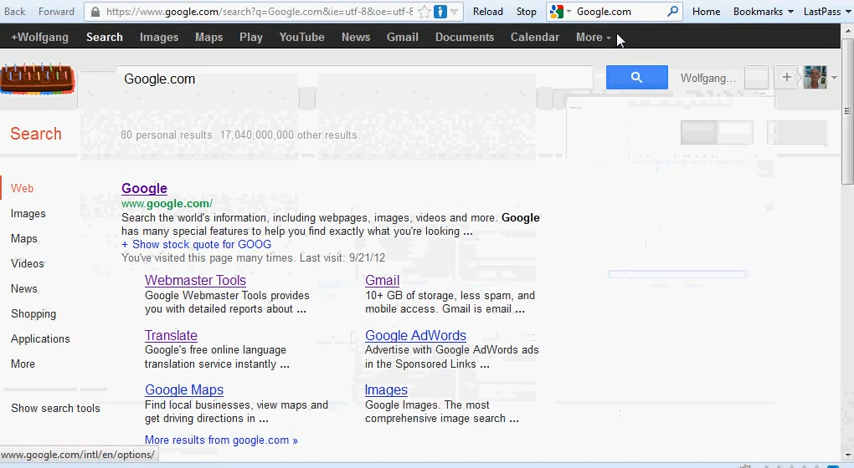 Back Forward https://www.google.com/search?q=Google.com&ie=utf-8&oe=utf-8 Reload Stop Google.com Home Bookmarks LastPass
+Wolfgang Search Images Maps Play YouTube News Gmail Documents Calendar More
Google.com Wolfgang... +
Search 80 personal results. 17,040,000,000 other results.
Web
Images
Maps
Videos
News
Shopping
Applications
More
Show search tools
Google
www.google.com/
Search the world's information, including webpages, images, videos and more. Google
has many special features to help you find exactly what you're looking ...
+ Show stock quote for GOOG
You've visited this page many times. Last visit: 9/21/12
Webmaster Tools
Google Webmaster Tools provides
you with detailed reports about ...
Gmail
10+ GB of storage, less spam, and
mobile access. Gmail is email ...
Translate
Google's free online language
translation service instantly ...
Google AdWords
Advertise with Google AdWords ads
in the Sponsored Links ...
Google Maps
Find local businesses, view maps and
get driving directions in ...
Images
Google Images. The most
comprehensive image search ...
More results from google.com »
www.google.com/intl/en/options/